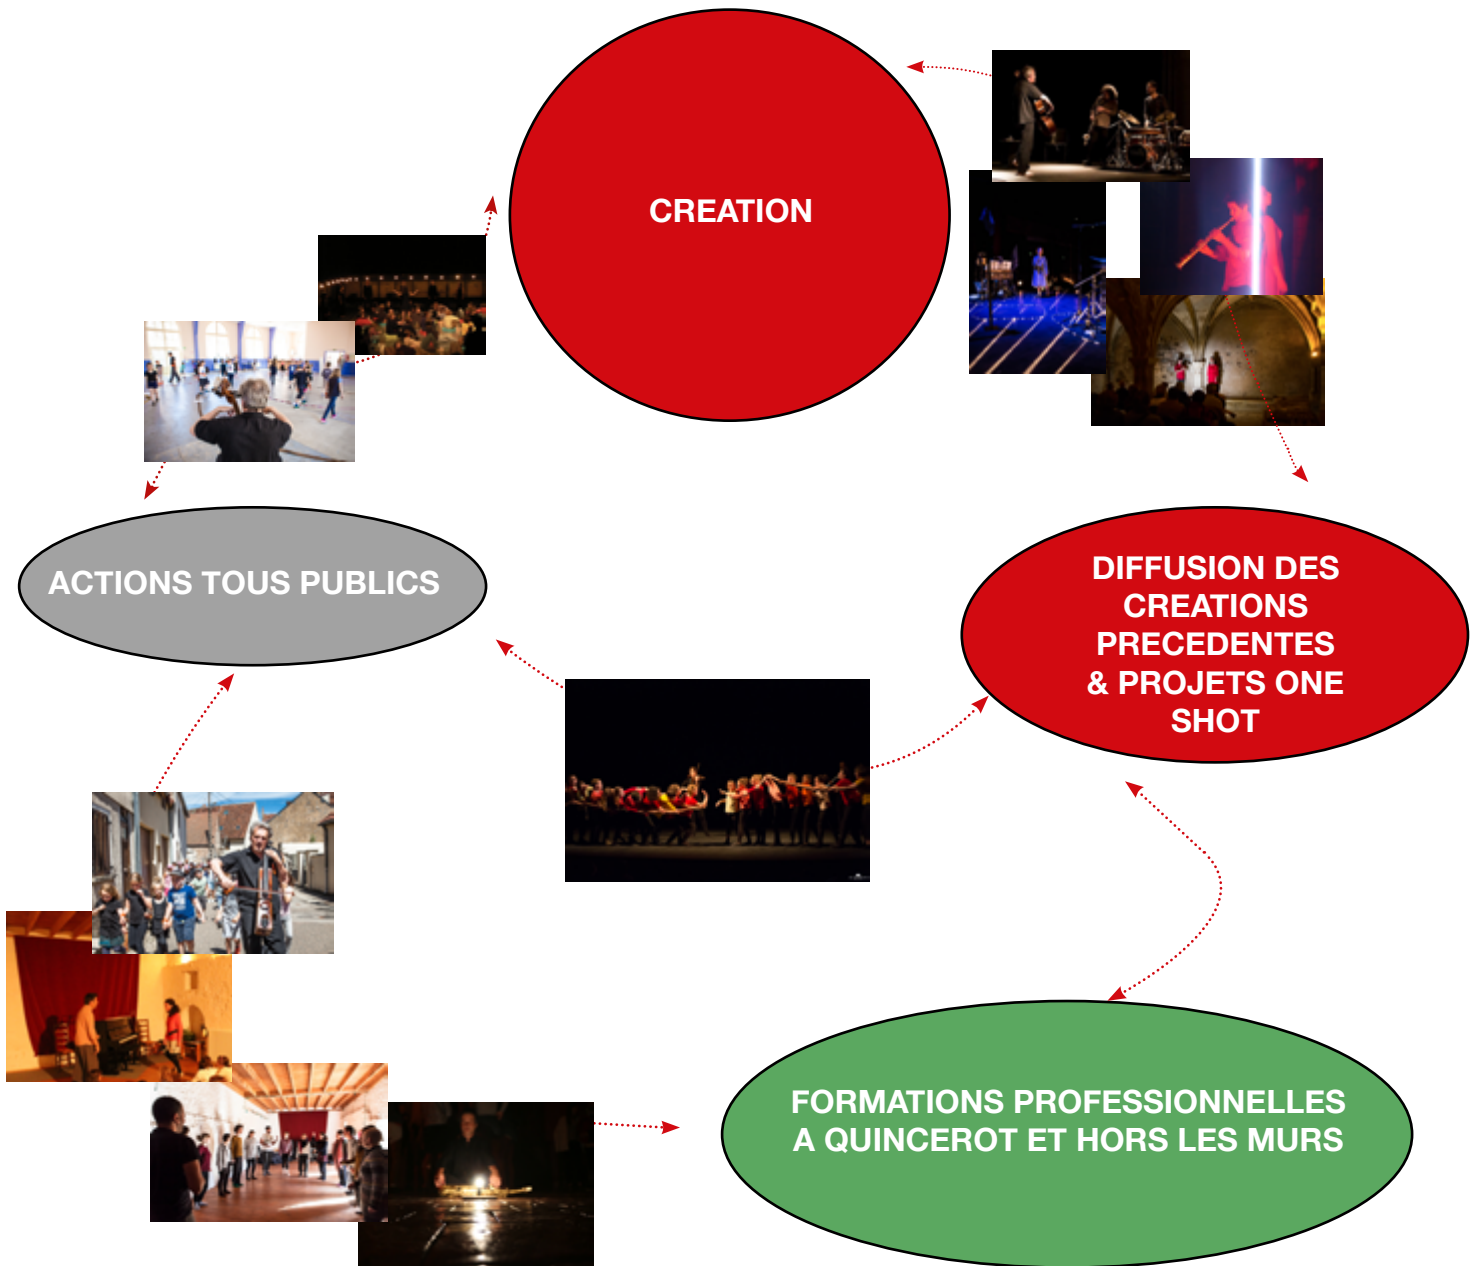 CREATION
ACTIONS TOUS PUBLICS
DIFFUSION DES
CREATIONS
PRECEDENTES
& PROJETS ONE
SHOT
FORMATIONS PROFESSIONNELLES
A QUINCEROT ET HORS LES MURS